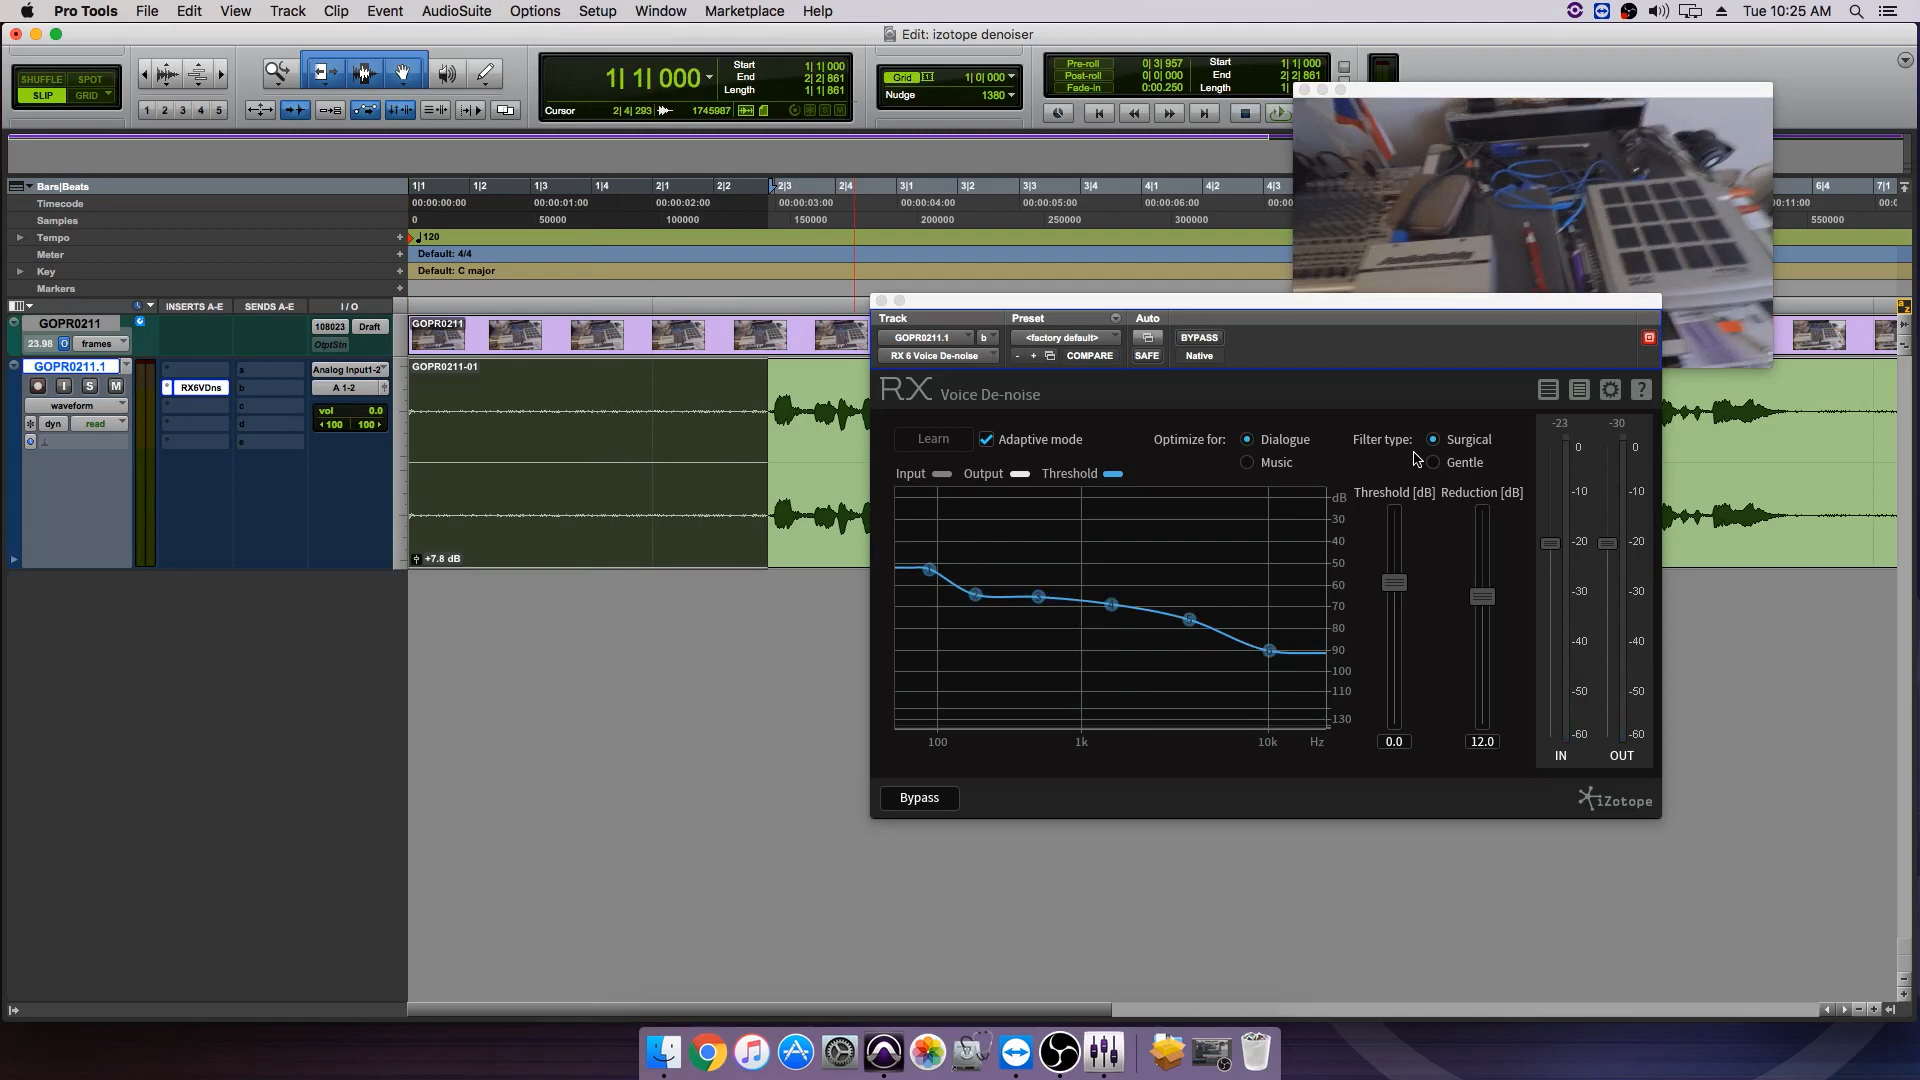 Pro Tools File Edit View Track Clip Event AudioSuite Options Setup Window Marketplace Help Tue 10:25 AM
Edit: izotope denoiser
SHUFFLE SPOT
SLIP GRID
1 2 3 4 5
1| 1| 000
Start 1| 1| 000
End 2| 2| 861
Length 1| 1| 861
Cursor 2| 4| 293 1745987
Grid 1| 0| 000
Nudge 1380
Pre-roll 0| 3| 957
Post-roll 0| 0| 000
Fade-in 0:00.250
Start 1| 1| 000
End 2| 2| 861
Length
Bars|Beats 1|1 1|2 1|3 1|4 2|1 2|2 2|3 2|4 3|1 3|2 3|3 3|4 4|1 4|2 4|3 6|4 7|1
Timecode 00:00:00:00 00:00:01:00 00:00:02:00 00:00:03:00 00:00:04:00 00:00:05:00 00:00:06:00
Samples 0 50000 100000 150000 200000 250000 300000 550000
Tempo 120
Meter Default: 4/4
Key Default: C major
Markers
INSERTS A-E SENDS A-E I / O
GOPR0211 108023 Draft GOPR0211
23.98 O frames OtptStn
GOPR0211.1 a Analog Input1-2 GOPR0211-01
I S M RX6VDns b A 1-2
waveform c vol 0.0
dyn read d 100 100
e
+7.8 dB
Track Preset Auto
GOPR0211.1 b <factory default> BYPASS
RX 6 Voice De-noise - + COMPARE SAFE Native
RX Voice De-noise ?
Learn Adaptive mode Optimize for: Dialogue Filter type: Surgical
Music Gentle
Input Output Threshold
Threshold [dB] Reduction [dB]
dB
30
40
50
60
70
80
90
100
110
130
100 1k 10k Hz
1 2 3 4 5 6
0.0 12.0
-23 -30
0 0
-10 -10
-20 -20
-30 -30
-40 -40
-50 -50
-60 -60
IN OUT
Bypass
iZotope